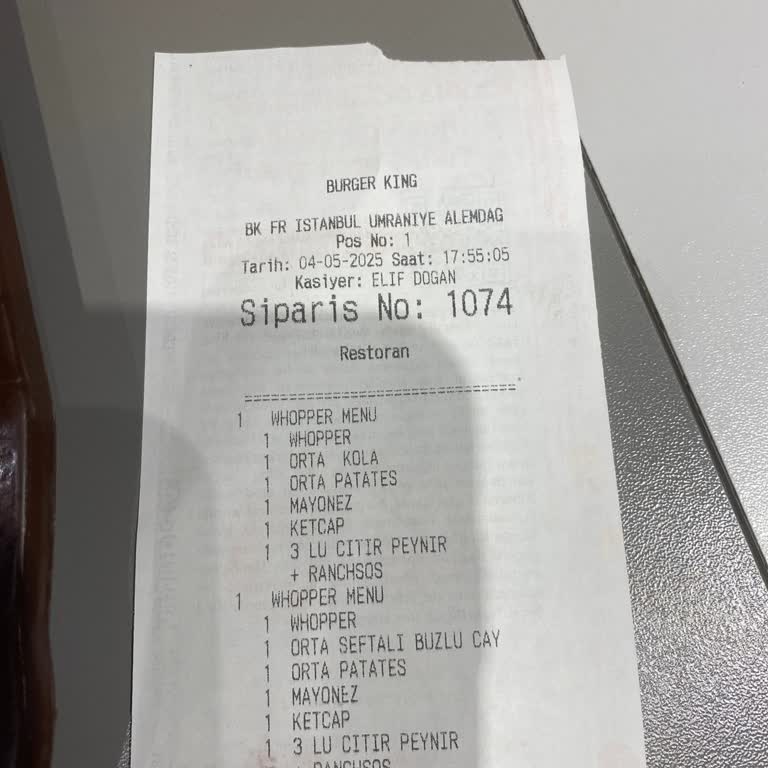 BURGER KING
BK FR ISTANBUL UMRANIYE ALEMDAG
Pos No: 1
Tarih: 04-05-2025 Saat: 17:55:05
Kasiyer: ELIF DOGAN
Siparis No: 1074
Restoran
1 WHOPPER MENU
1 WHOPPER
1 ORTA KOLA
1 ORTA PATATES
1 MAYONEZ
1 KETCAP
1 3 LU CITIR PEYNIR
+ RANCHSOS
1 WHOPPER MENU
1 WHOPPER
1 ORTA SEFTALI BUZLU CAY
1 ORTA PATATES
1 MAYONEZ
1 KETCAP
1 3 LU CITIR PEYNIR
+ RANCHSOS